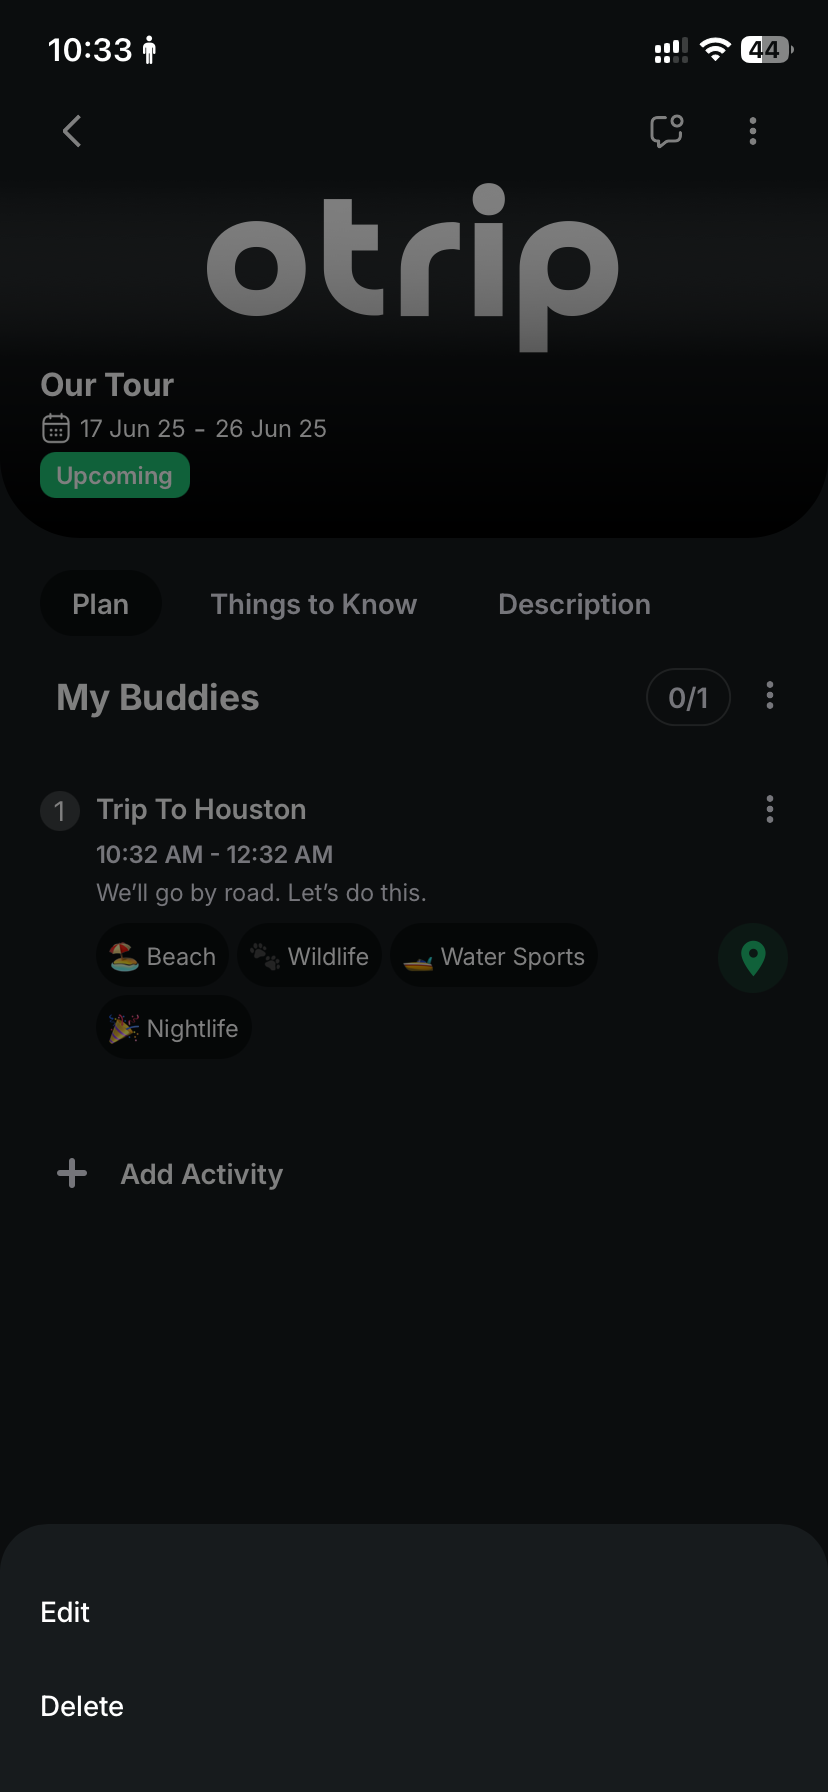 10:33
44
otrip
Our Tour
17 Jun 25 - 26 Jun 25
Upcoming
Plan Things to Know Description
My Buddies 0/1
1 Trip To Houston
10:32 AM - 12:32 AM
We’ll go by road. Let’s do this.
Beach Wildlife Water Sports
Nightlife
Add Activity
Edit
Delete